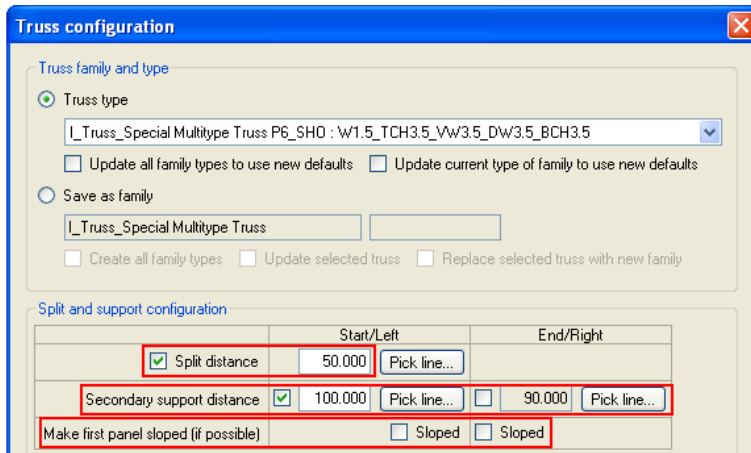 Truss configuration
Truss family and type
Truss type
I_Truss_Special Multitype Truss P6_SHO : W1.5_TCH3.5_VW3.5_DW3.5_BCH3.5
Update all family types to use new defaults Update current type of family to use new defaults
Save as family
I_Truss_Special Multitype Truss
Create all family types Update selected truss Replace selected truss with new family
Split and support configuration
Start/Left End/Right
Split distance 50.000 Pick line...
Secondary support distance 100.000 Pick line... 90.000 Pick line...
Make first panel sloped (if possible) Sloped Sloped